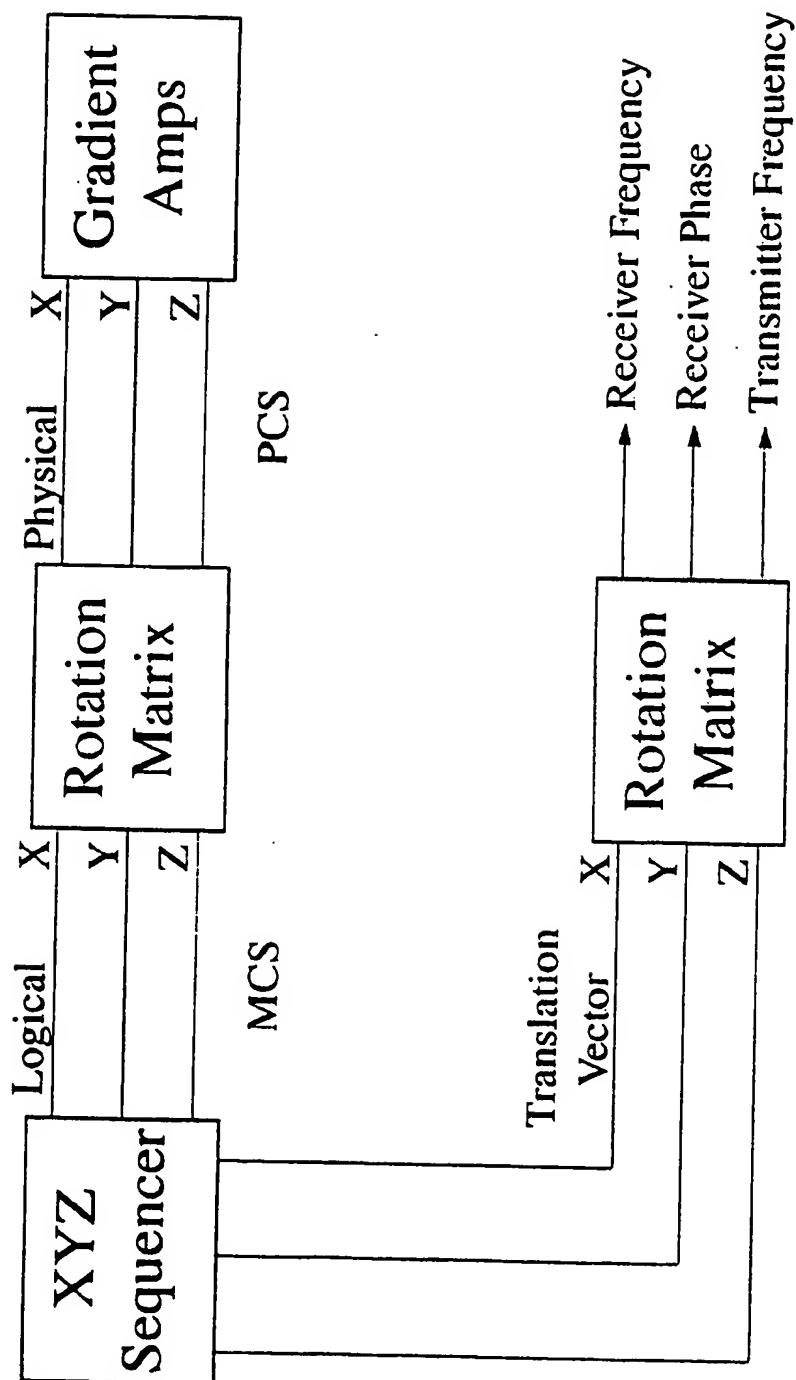 XYZ
Sequencer
Logical
X
Y
Z
MCS
Rotation
Matrix
Physical
X
Y
Z
PCS
Gradient
Amps
Translation
Vector
X
Y
Z
Rotation
Matrix
Receiver Frequency
Receiver Phase
Transmitter Frequency